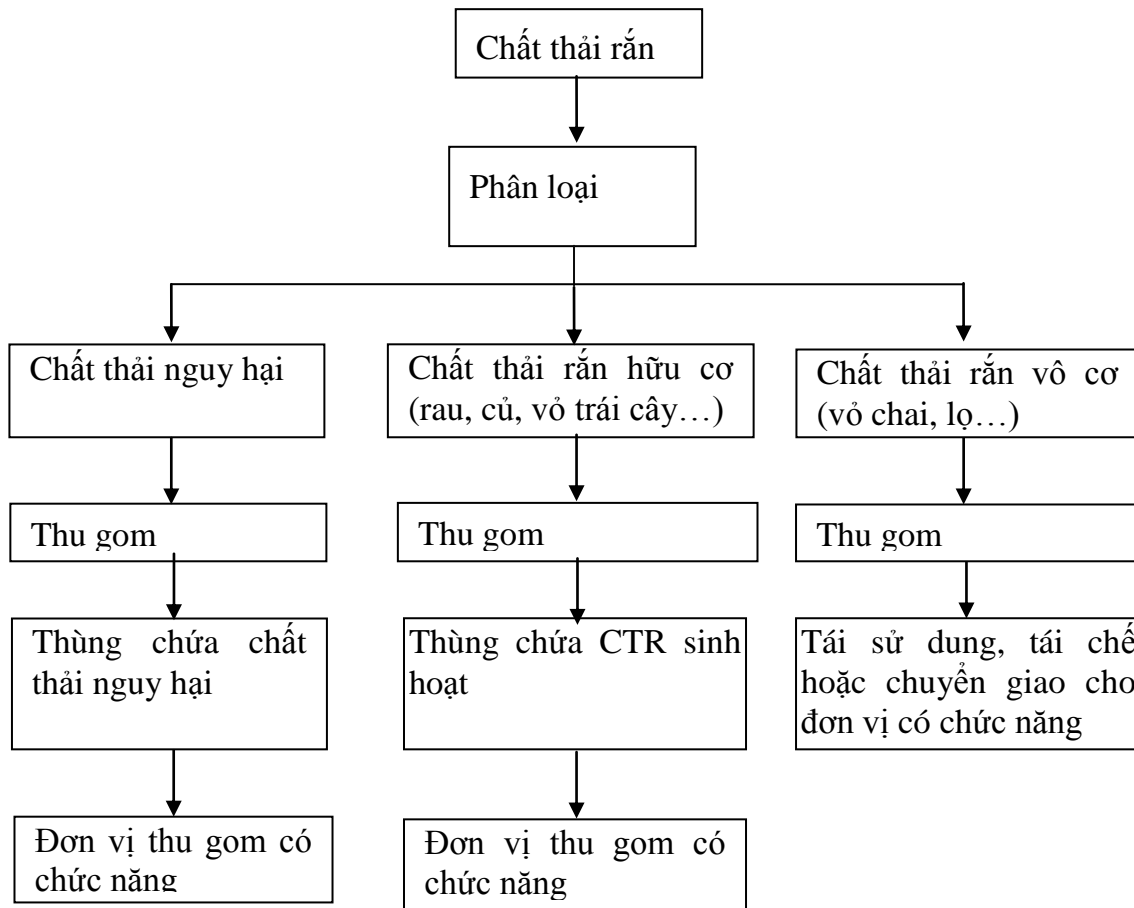 Chất thải rắn
Phân loại
Chất thải nguy hại
Chất thải rắn hữu cơ
(rau, củ, vỏ trái cây…)
Chất thải rắn vô cơ
(vỏ chai, lọ…)
Thu gom
Thu gom
Thu gom
Thùng chứa chất
thải nguy hại
Thùng chứa CTR sinh
hoạt
Tái sử dung, tái chế
hoặc chuyển giao cho
đơn vị có chức năng
Đơn vị thu gom có
chức năng
Đơn vị thu gom có
chức năng